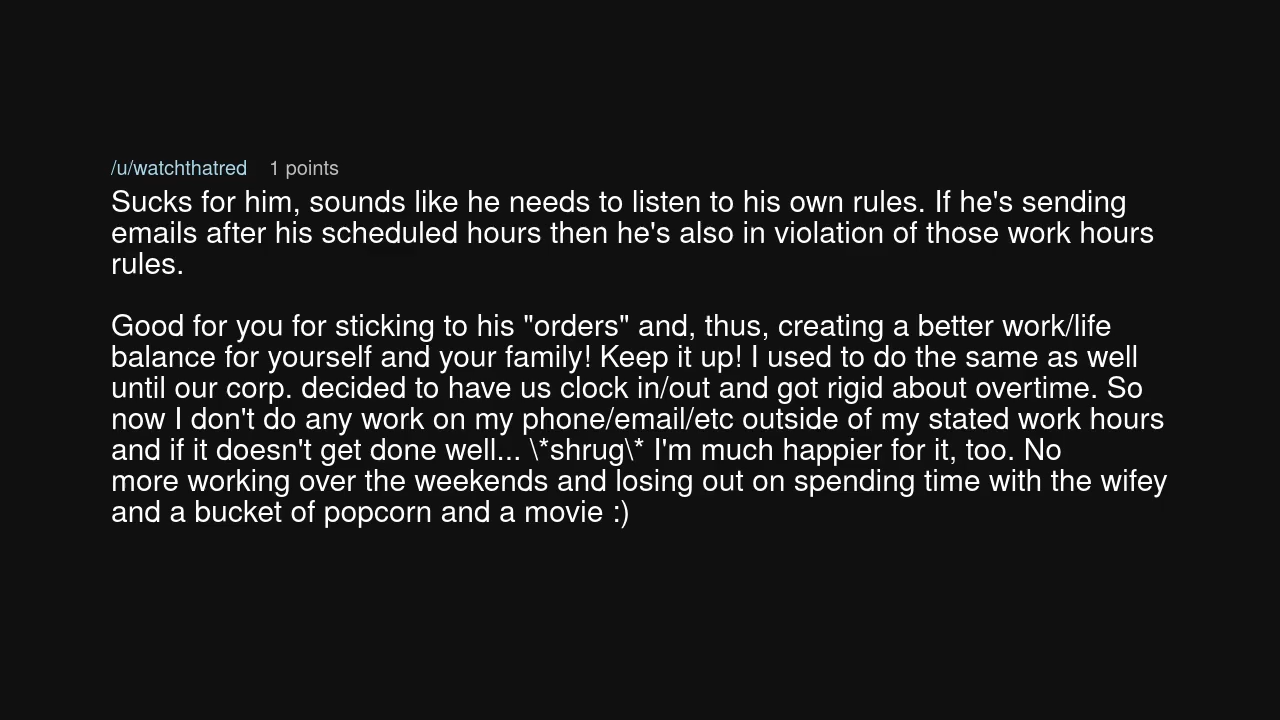 /u/watchthatred 1 points
Sucks for him, sounds like he needs to listen to his own rules. If he's sending
emails after his scheduled hours then he's also in violation of those work hours
rules.
Good for you for sticking to his "orders" and, thus, creating a better work/life
balance for yourself and your family! Keep it up! I used to do the same as well
until our corp. decided to have us clock in/out and got rigid about overtime. So
now I don't do any work on my phone/email/etc outside of my stated work hours
and if it doesn't get done well... \*shrug\* I'm much happier for it, too. No
more working over the weekends and losing out on spending time with the wifey
and a bucket of popcorn and a movie :)